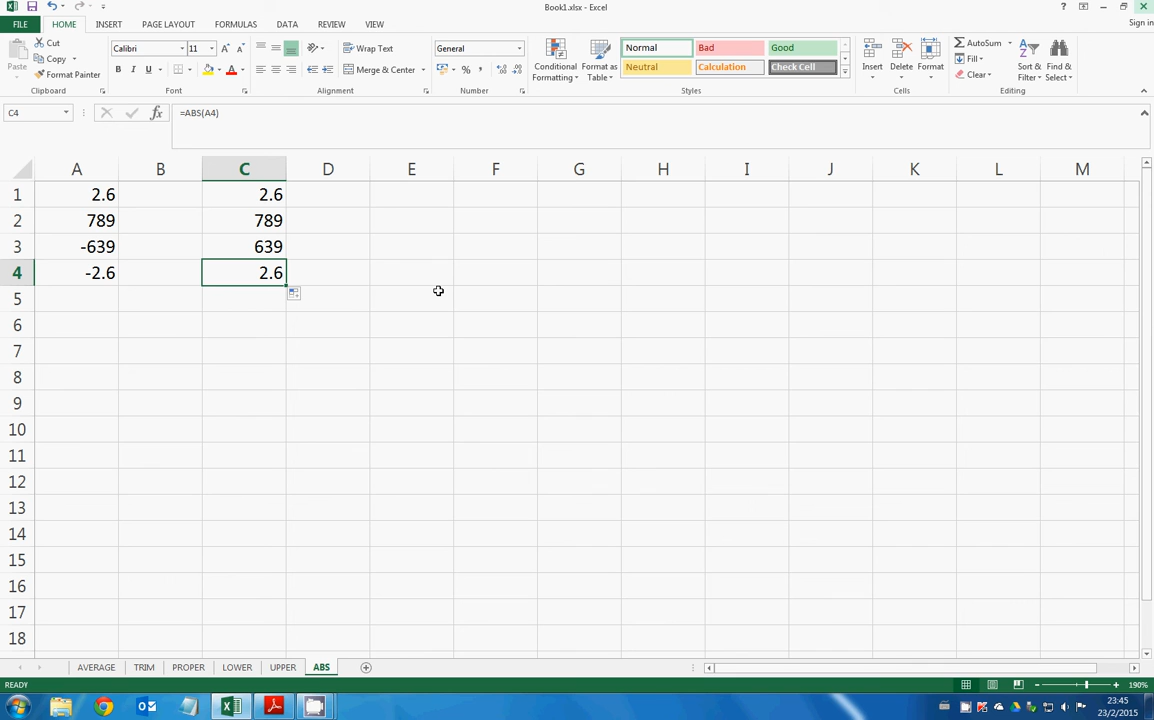 Book1.xlsx - Excel
Sign in
FILE HOME INSERT PAGE LAYOUT FORMULAS DATA REVIEW VIEW
Paste
Cut
Copy
Format Painter
Clipboard
Calibri 11
B I U
Font
Wrap Text
Merge & Center
Alignment
General
Number
Conditional Formatting
Format as Table
Normal Bad Good
Neutral Calculation Check Cell
Styles
Insert Delete Format
Cells
AutoSum
Fill
Clear
Sort & Filter
Find & Select
Editing
C4 fx =ABS(A4)
A B C D E F G H I J K L M
1 2.6 2.6
2 789 789
3 -639 639
4 -2.6 2.6
5
6
7
8
9
10
11
12
13
14
15
16
17
18
AVERAGE TRIM PROPER LOWER UPPER ABS
READY 190%
23:45
23/2/2015